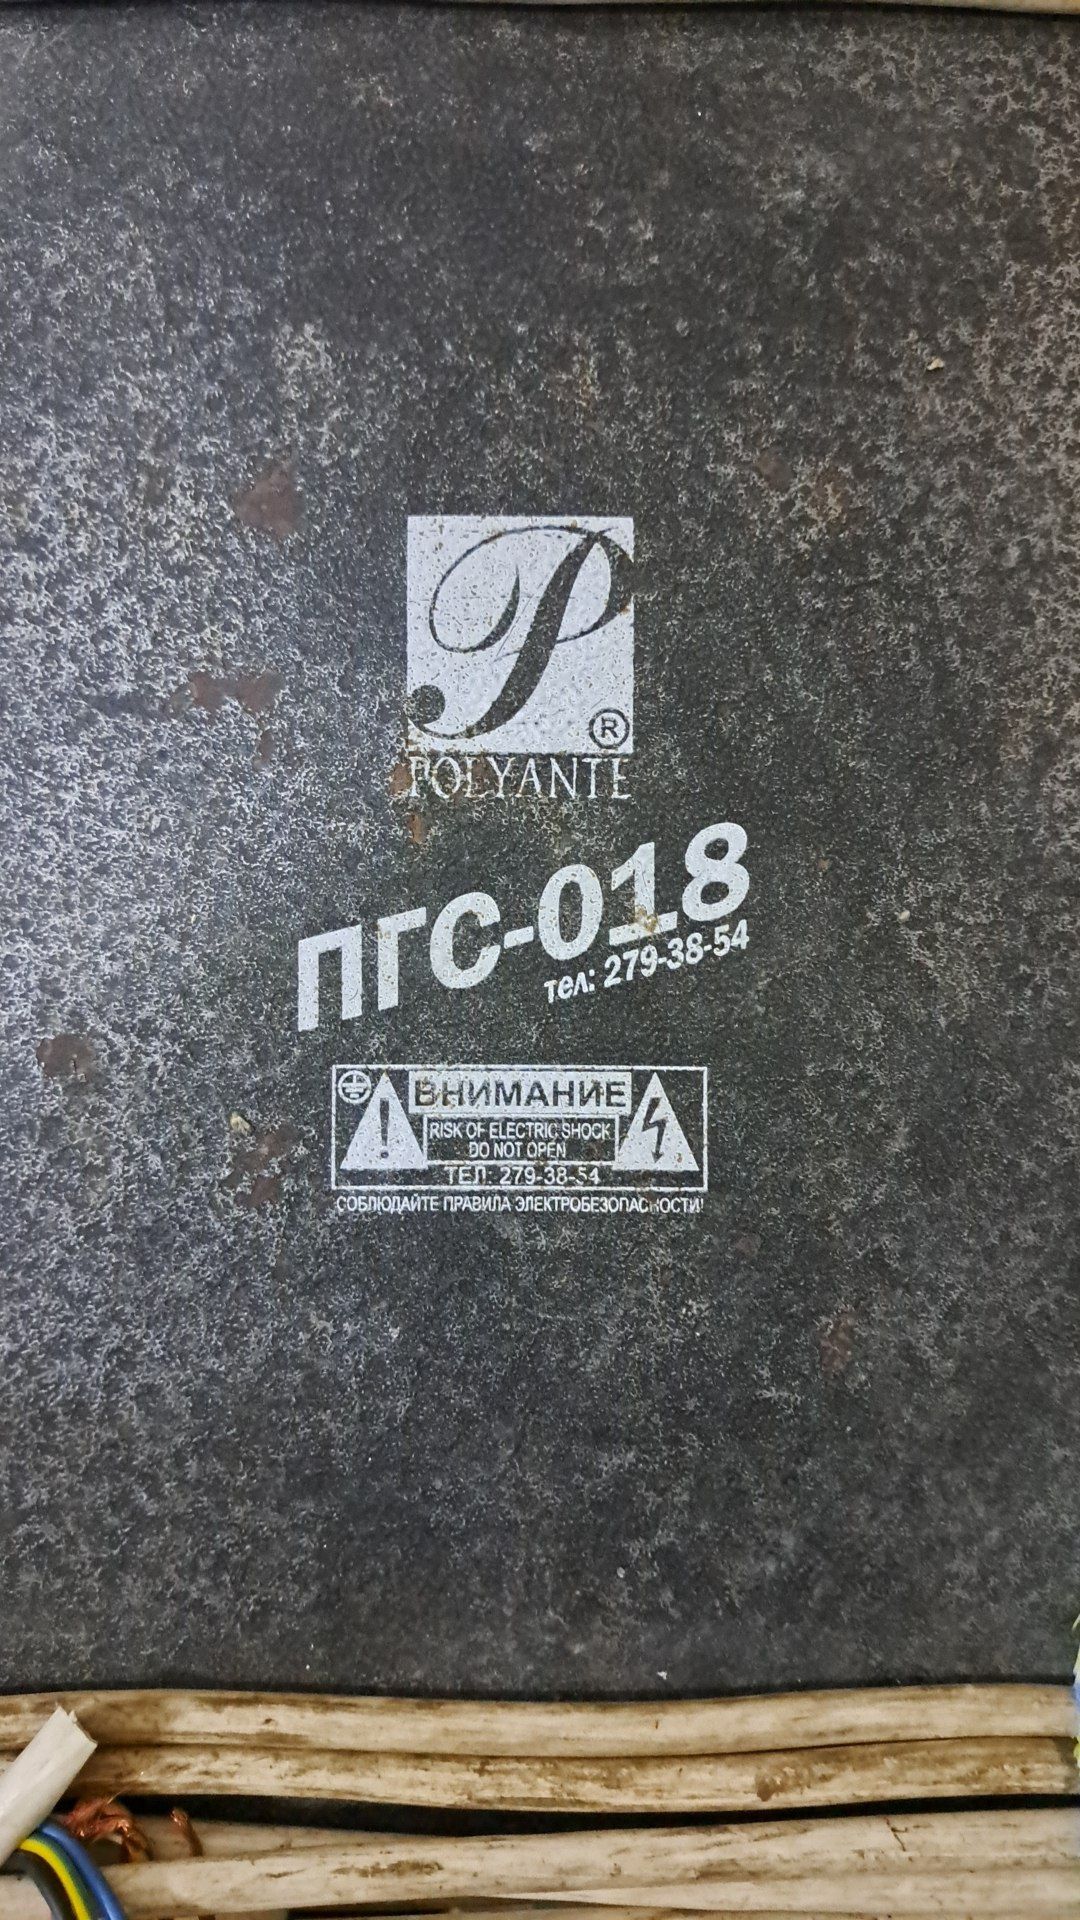 ®
POLYANTE
ПГС-018
тел: 279-38-54
ВНИМАНИЕ
RISK OF ELECTRIC SHOCK
DO NOT OPEN
ТЕЛ: 279-38-54
СОБЛЮДАЙТЕ ПРАВИЛА ЭЛЕКТРОБЕЗОПАСНОСТИ!